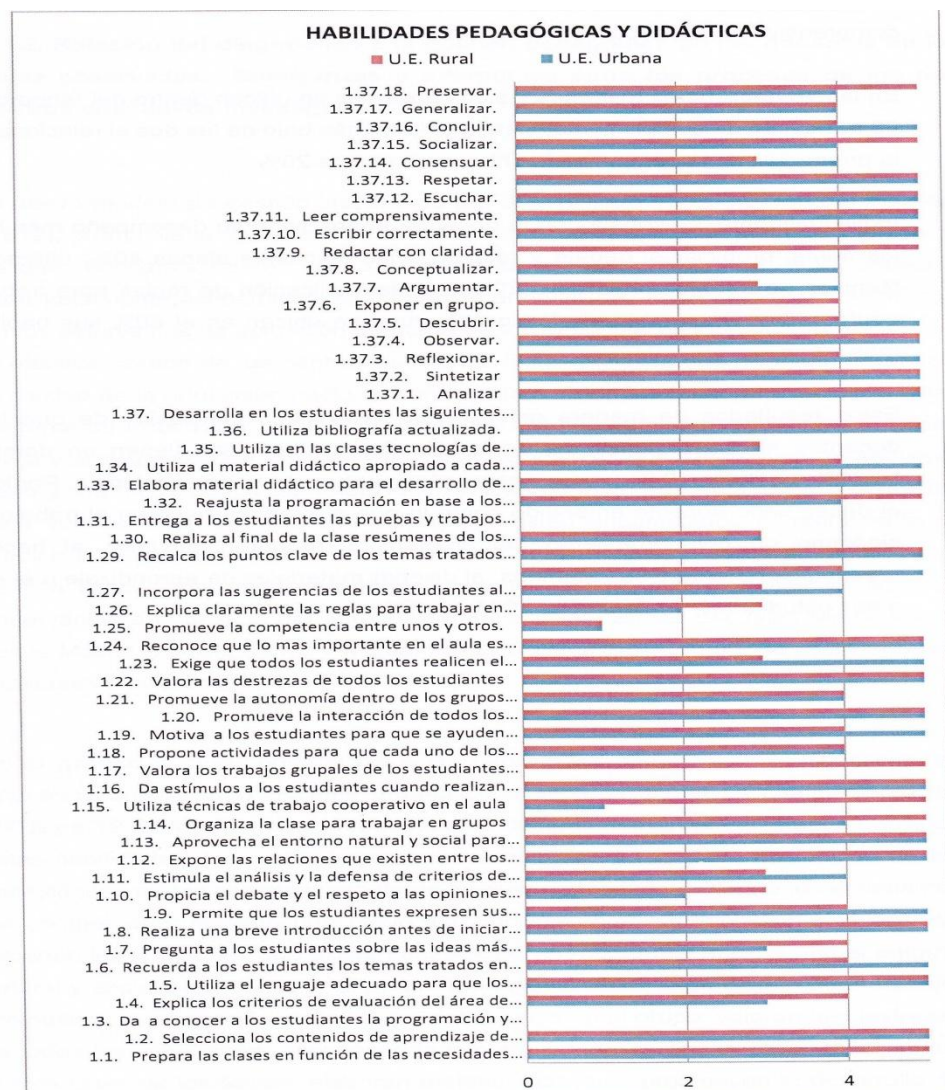 HABILIDADES PEDAGÓGICAS Y DIDÁCTICAS
U.E. Rural U.E. Urbana
1.37.18. Preservar.
1.37.17. Generalizar.
1.37.16. Concluir.
1.37.15. Socializar.
1.37.14. Consensuar.
1.37.13. Respetar.
1.37.12. Escuchar.
1.37.11. Leer comprensivamente.
1.37.10. Escribir correctamente.
1.37.9. Redactar con claridad.
1.37.8. Conceptualizar.
1.37.7. Argumentar.
1.37.6. Exponer en grupo.
1.37.5. Descubrir.
1.37.4. Observar.
1.37.3. Reflexionar.
1.37.2. Sintetizar
1.37.1. Analizar
1.37. Desarrolla en los estudiantes las siguientes...
1.36. Utiliza bibliografía actualizada.
1.35. Utiliza en las clases tecnologías de...
1.34. Utiliza el material didáctico apropiado a cada...
1.33. Elabora material didáctico para el desarrollo de...
1.32. Reajusta la programación en base a los...
1.31. Entrega a los estudiantes las pruebas y trabajos...
1.30. Realiza al final de la clase resúmenes de los...
1.29. Recalca los puntos clave de los temas tratados...
1.27. Incorpora las sugerencias de los estudiantes al...
1.26. Explica claramente las reglas para trabajar en...
1.25. Promueve la competencia entre unos y otros.
1.24. Reconoce que lo mas importante en el aula es...
1.23. Exige que todos los estudiantes realicen el...
1.22. Valora las destrezas de todos los estudiantes
1.21. Promueve la autonomía dentro de los grupos...
1.20. Promueve la interacción de todos los...
1.19. Motiva a los estudiantes para que se ayuden...
1.18. Propone actividades para que cada uno de los...
1.17. Valora los trabajos grupales de los estudiantes...
1.16. Da estímulos a los estudiantes cuando realizan...
1.15. Utiliza técnicas de trabajo cooperativo en el aula
1.14. Organiza la clase para trabajar en grupos
1.13. Aprovecha el entorno natural y social para...
1.12. Expone las relaciones que existen entre los...
1.11. Estimula el análisis y la defensa de criterios de...
1.10. Propicia el debate y el respeto a las opiniones...
1.9. Permite que los estudiantes expresen sus...
1.8. Realiza una breve introducción antes de iniciar...
1.7. Pregunta a los estudiantes sobre las ideas más...
1.6. Recuerda a los estudiantes los temas tratados en...
1.5. Utiliza el lenguaje adecuado para que los...
1.4. Explica los criterios de evaluación del área de...
1.3. Da a conocer a los estudiantes la programación y...
1.2. Selecciona los contenidos de aprendizaje de...
1.1. Prepara las clases en función de las necesidades...
0 2 4